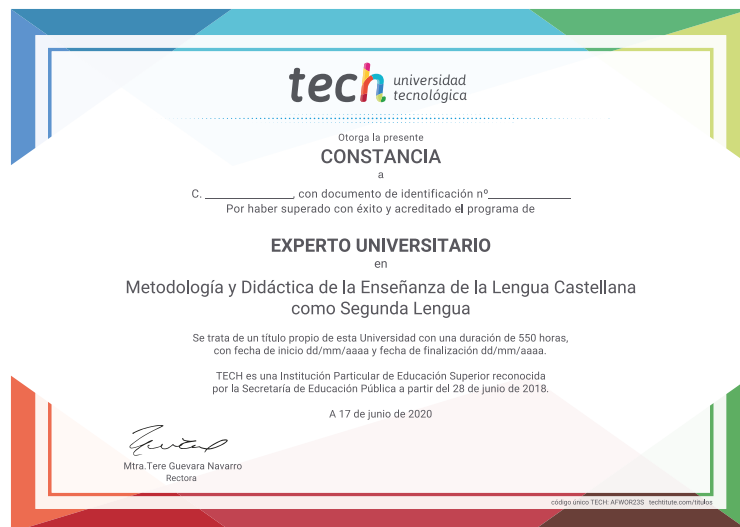 tech universidad
tecnológica
Otorga la presente
CONSTANCIA
a
C. ______________, con documento de identificación nº______________
Por haber superado con éxito y acreditado el programa de
EXPERTO UNIVERSITARIO
en
Metodología y Didáctica de la Enseñanza de la Lengua Castellana
como Segunda Lengua
Se trata de un título propio de esta Universidad con una duración de 550 horas,
con fecha de inicio dd/mm/aaaa y fecha de finalización dd/mm/aaaa.
TECH es una Institución Particular de Educación Superior reconocida
por la Secretaría de Educación Pública a partir del 28 de junio de 2018.
A 17 de junio de 2020
Mtra.Tere Guevara Navarro
Rectora
código único TECH: AFWOR23S techtitute.com/títulos